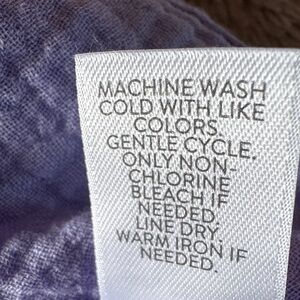 MACHINE WASH
COLD WITH LIKE
COLORS.
GENTLE CYCLE.
ONLY NON-
CHLORINE
BLEACH IF
NEEDED.
LINE DRY.
WARM IRON IF
NEEDED.